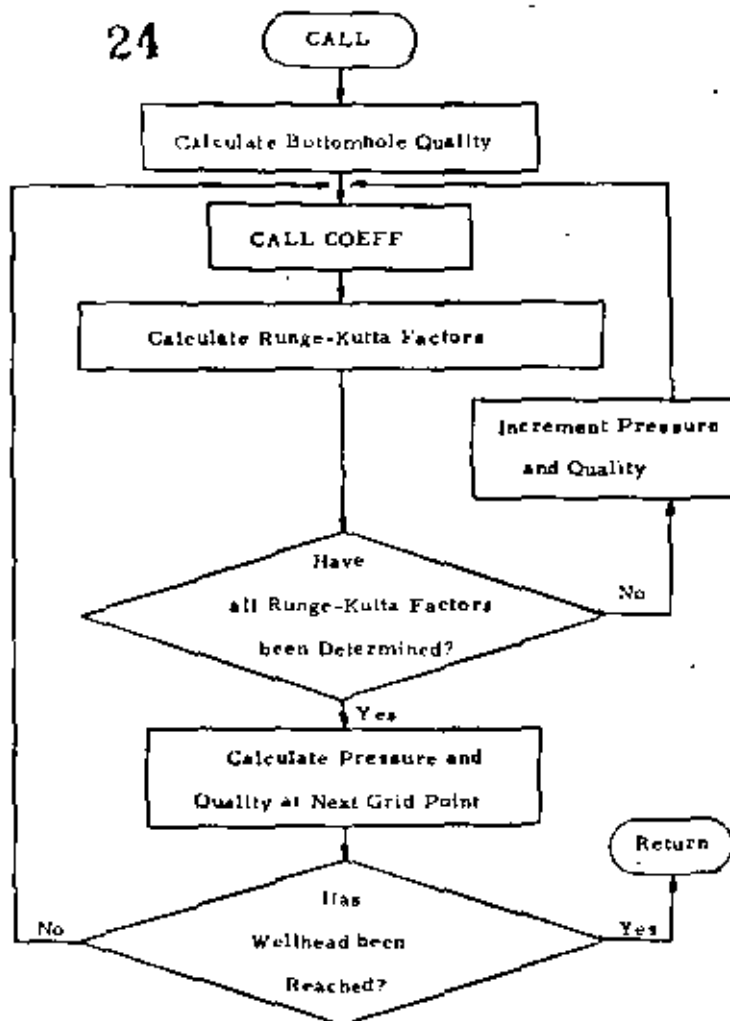 24
CALL
Calculate Bottomhole Quality
CALL COEFF
Calculate Runge-Kutta Factors
Increment Pressure
and Quality
Have
all Runge-Kutta Factors
been Determined?
No
Yes
Calculate Pressure and
Quality at Next Grid Point
Return
Has
Wellhead been
Reached?
No
Yes